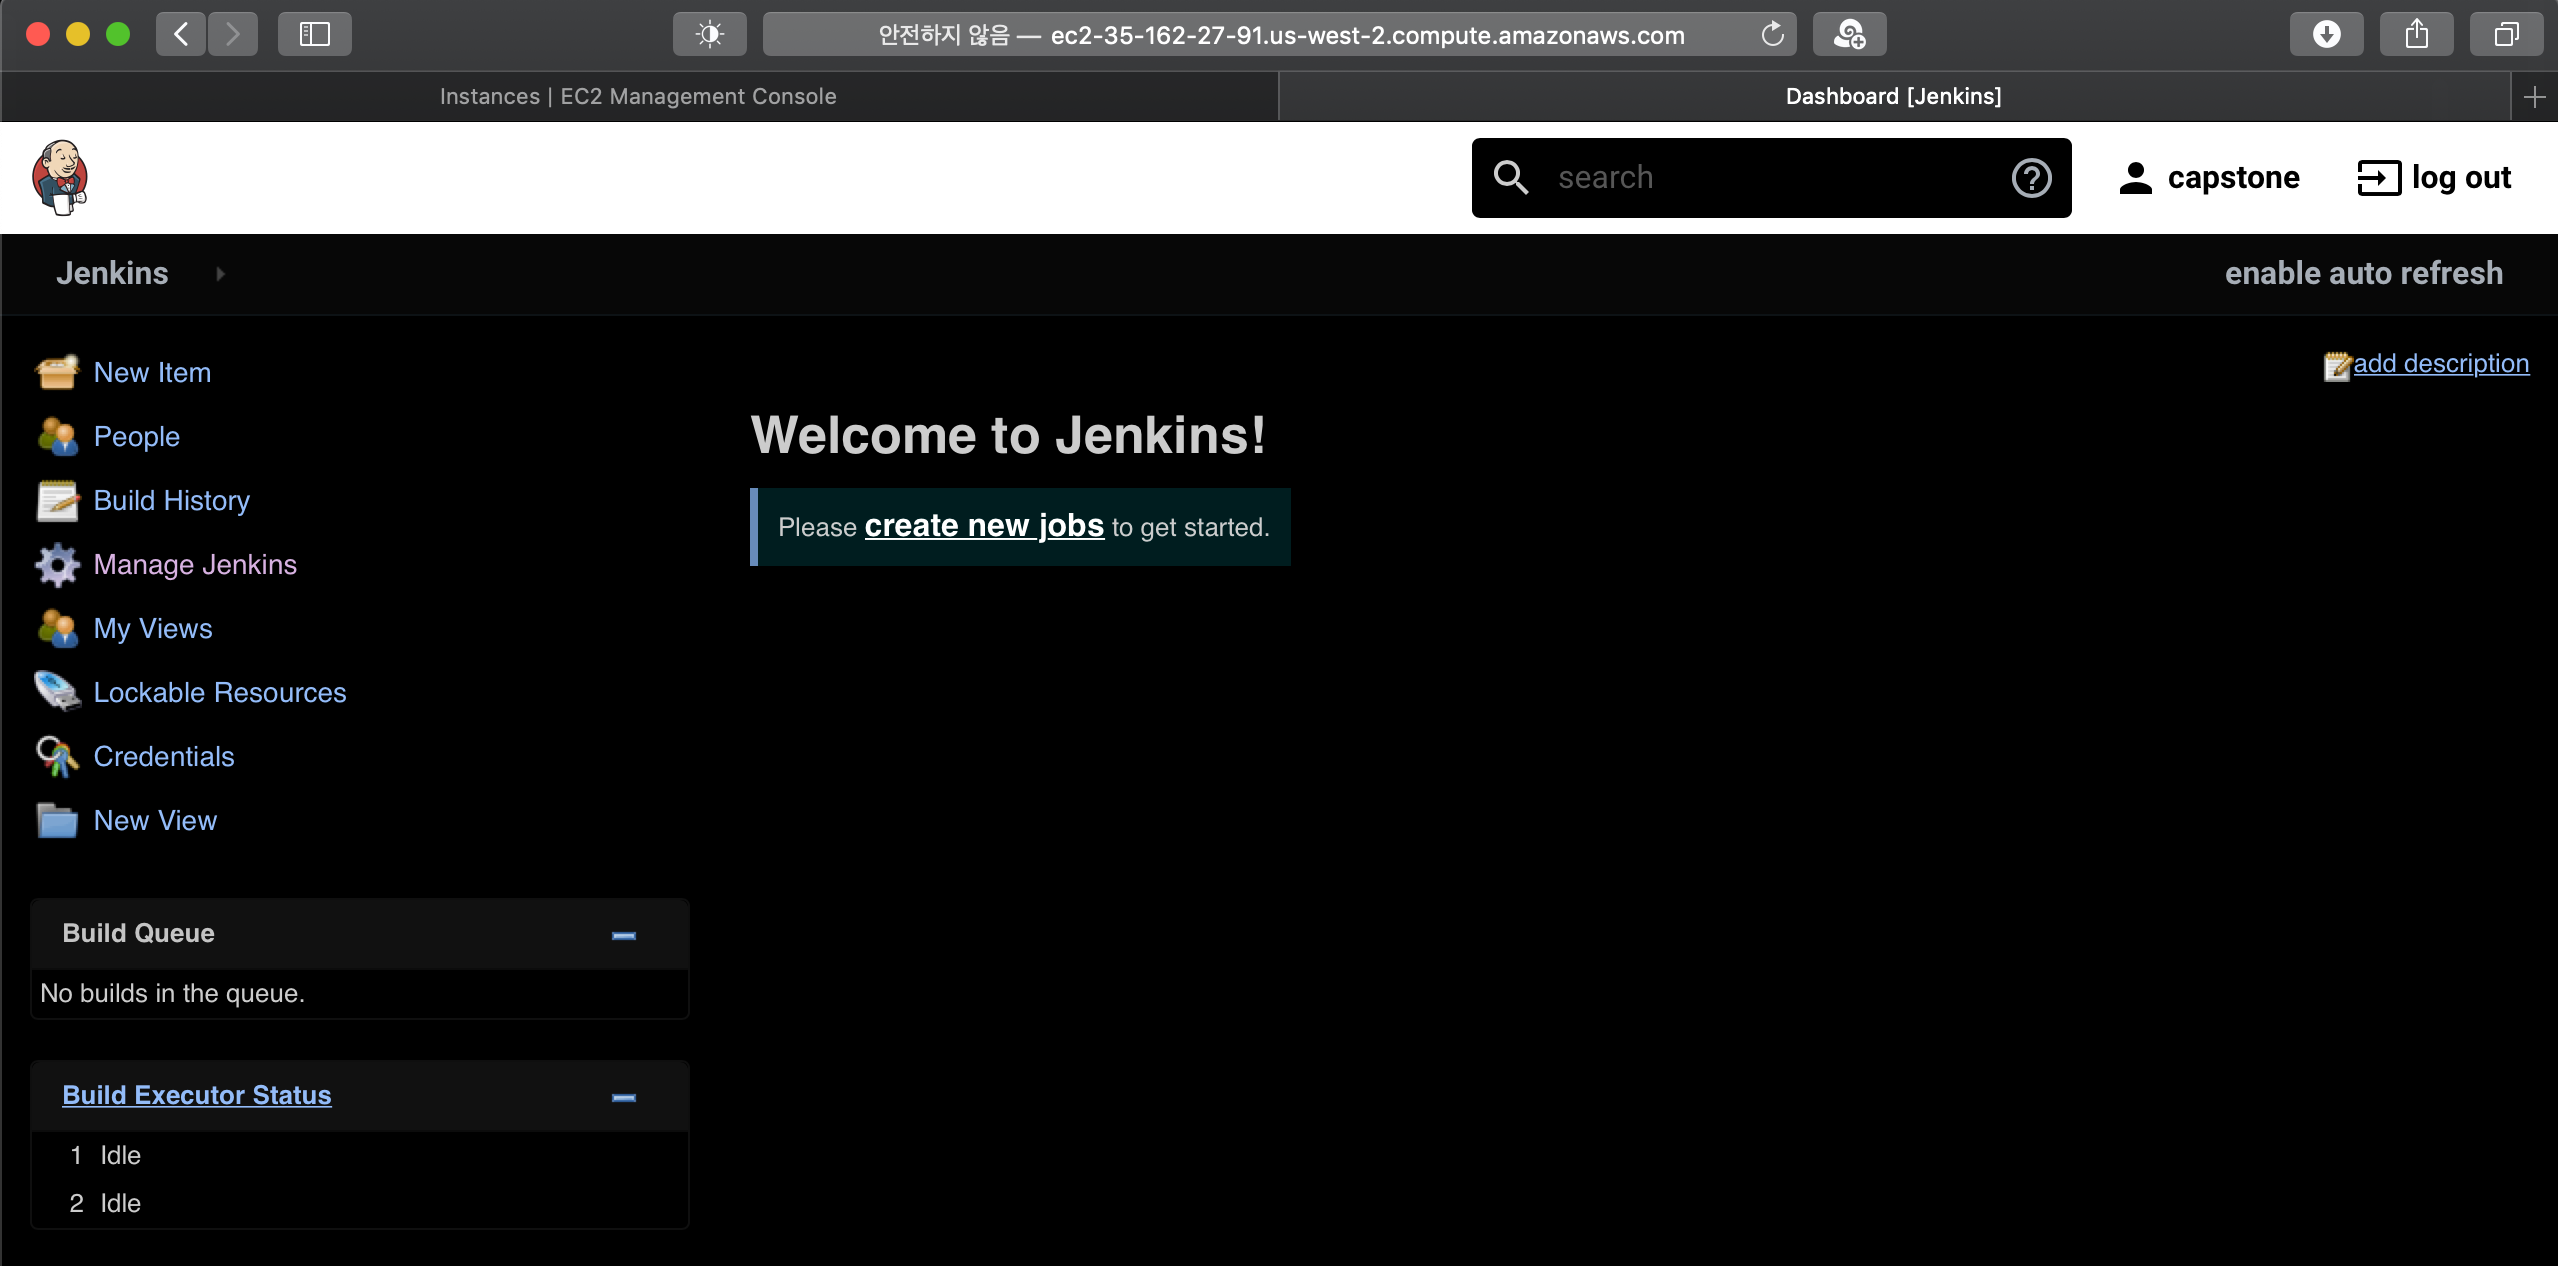 안전하지 않음 — ec2-35-162-27-91.us-west-2.compute.amazonaws.com
Instances | EC2 Management Console
Dashboard [Jenkins]
search
capstone
log out
Jenkins
enable auto refresh
New Item
add description
People
Welcome to Jenkins!
Build History
Please create new jobs to get started.
Manage Jenkins
My Views
Lockable Resources
Credentials
New View
Build Queue
No builds in the queue.
Build Executor Status
1 Idle
2 Idle